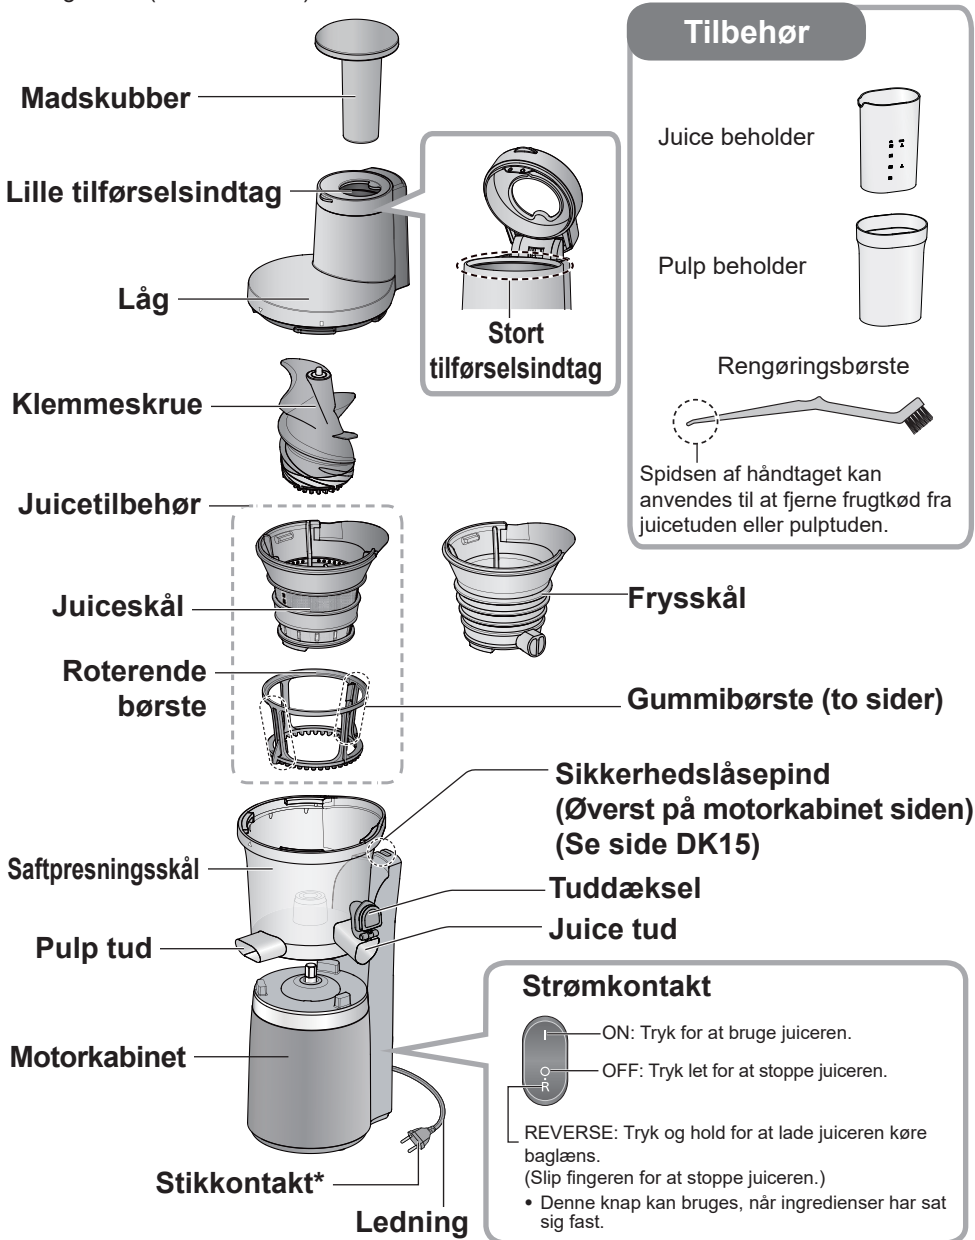 Madskubber
Lille tilførselsindtag
Låg
Stort
tilførselsindtag
Klemmeskrue
Juicetilbehør
Juiceskål
Frysskål
Roterende
børste
Gummibørste (to sider)
Sikkerhedslåsepind
(Øverst på motorkabinet siden)
(Se side DK15)
Saftpresningsskål
Tuddæksel
Pulp tud
Juice tud
Motorkabinet
Stikkontakt*
Ledning
Tilbehør
Juice beholder
Pulp beholder
Rengøringsbørste
Spidsen af håndtaget kan
anvendes til at fjerne frugtkød fra
juicetuden eller pulptuden.
Strømkontakt
ON: Tryk for at bruge juiceren.
OFF: Tryk let for at stoppe juiceren.
R
REVERSE: Tryk og hold for at lade juiceren køre
baglæns.
(Slip fingeren for at stoppe juiceren.)
• Denne knap kan bruges, når ingredienser har sat
sig fast.